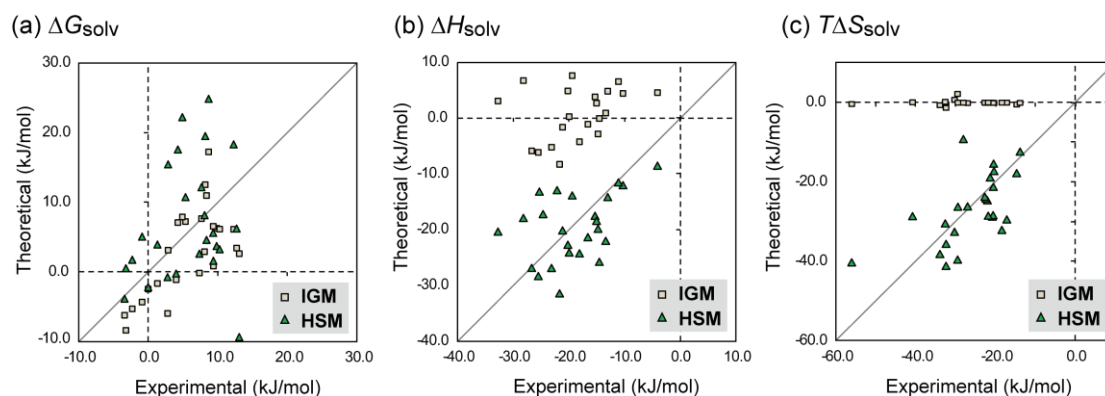 (a) ΔGsolv
30.0
20.0
10.0
0.0
-10.0
Theoretical (kJ/mol)
-10.0 0.0 10.0 20.0 30.0
Experimental (kJ/mol)
IGM
HSM
(b) ΔHsolv
10.0
0.0
-10.0
-20.0
-30.0
-40.0
Theoretical (kJ/mol)
-40.0 -30.0 -20.0 -10.0 0.0 10.0
Experimental (kJ/mol)
IGM
HSM
(c) TΔSsolv
0.0
-20.0
-40.0
-60.0
Theoretical (kJ/mol)
-60.0 -40.0 -20.0 0.0
Experimental (kJ/mol)
IGM
HSM